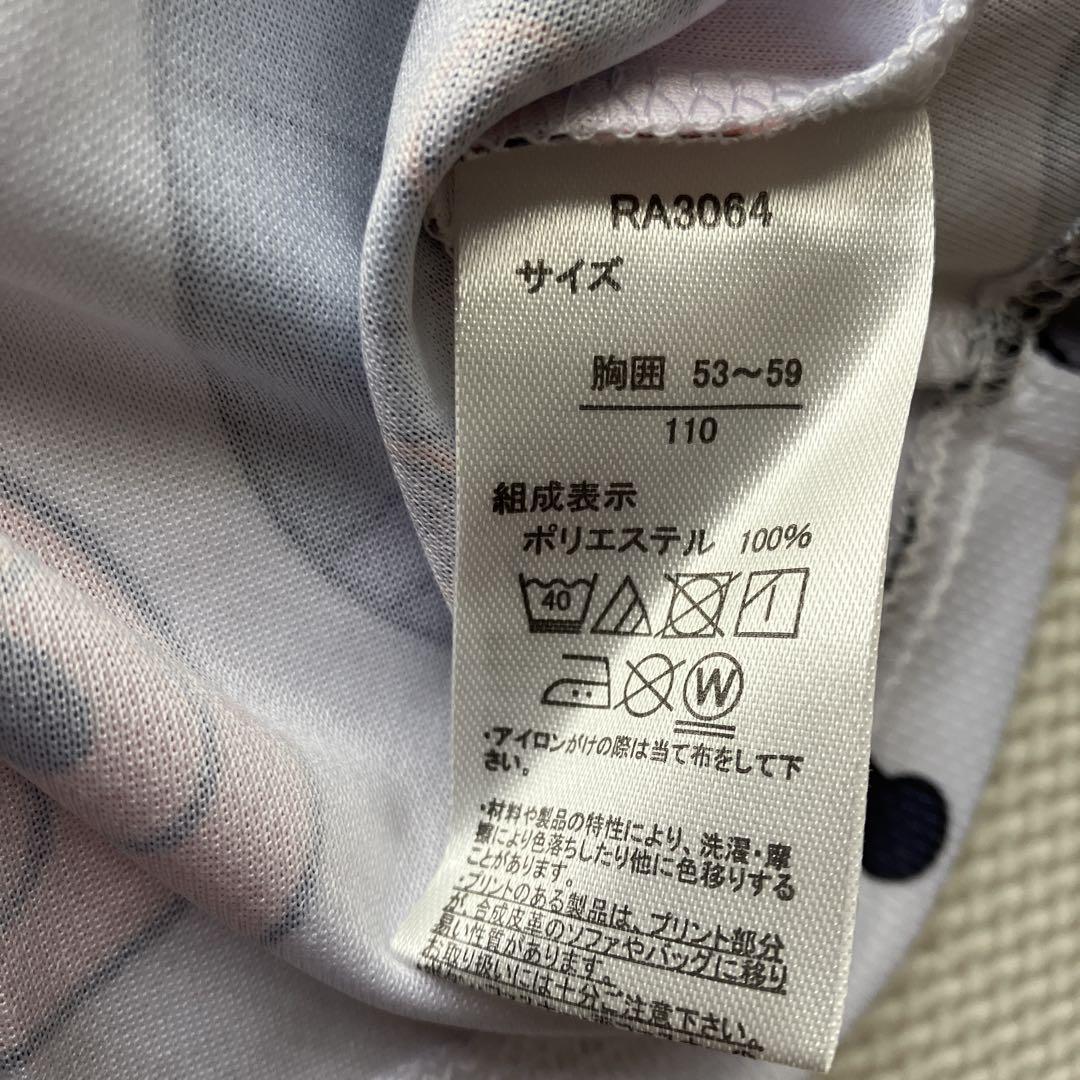 RA3064
サイズ
胸囲 53〜59
110
組成表示
ポリエステル 100%
40
W
・アイロンがけの際は当て布をして下
さい。
・材料や製品の特性により、洗濯・摩
擦により色落ちしたり他に色移りする
ことがあります。
・プリントのある製品は、プリント部分
が、合成皮革のソファやバッグに移り
易い性質があります。
お取り扱いには十分ご注意下さい。